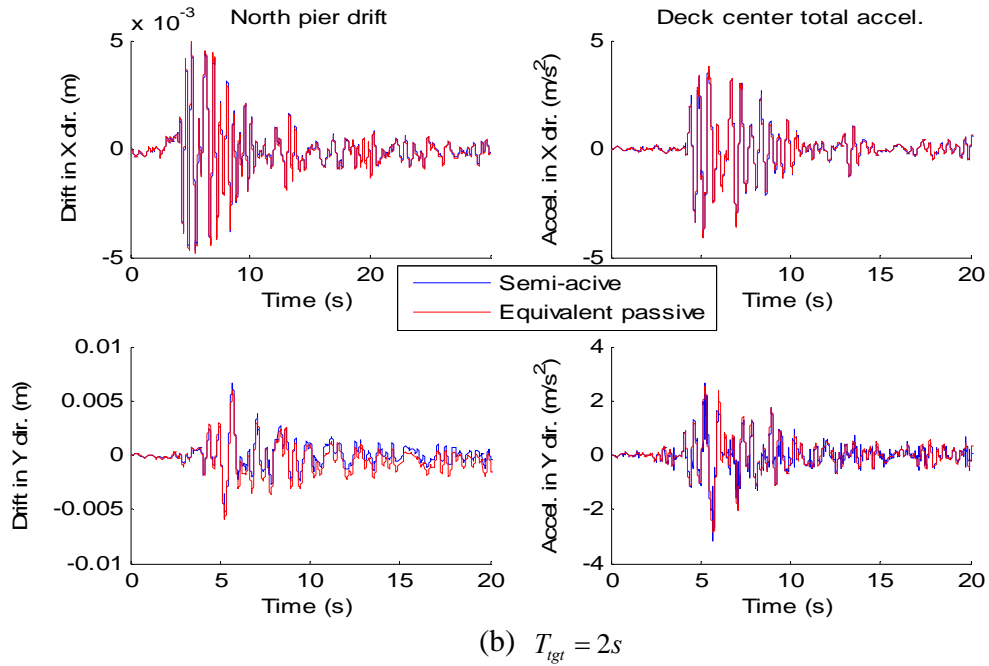 North pier drift
Deck center total accel.
x 10^-3
5
0
-5
Drift in X dir. (m)
0
10
20
Time (s)
5
0
-5
Accel. in X dir. (m/s^2)
0
5
10
15
20
Time (s)
Semi-acive
Equivalent passive
0.01
0.005
0
-0.005
-0.01
Drift in Y dir. (m)
0
5
10
15
20
Time (s)
4
2
0
-2
-4
Accel. in Y dir. (m/s^2)
0
5
10
15
20
Time (s)
(b) T_tgt = 2s